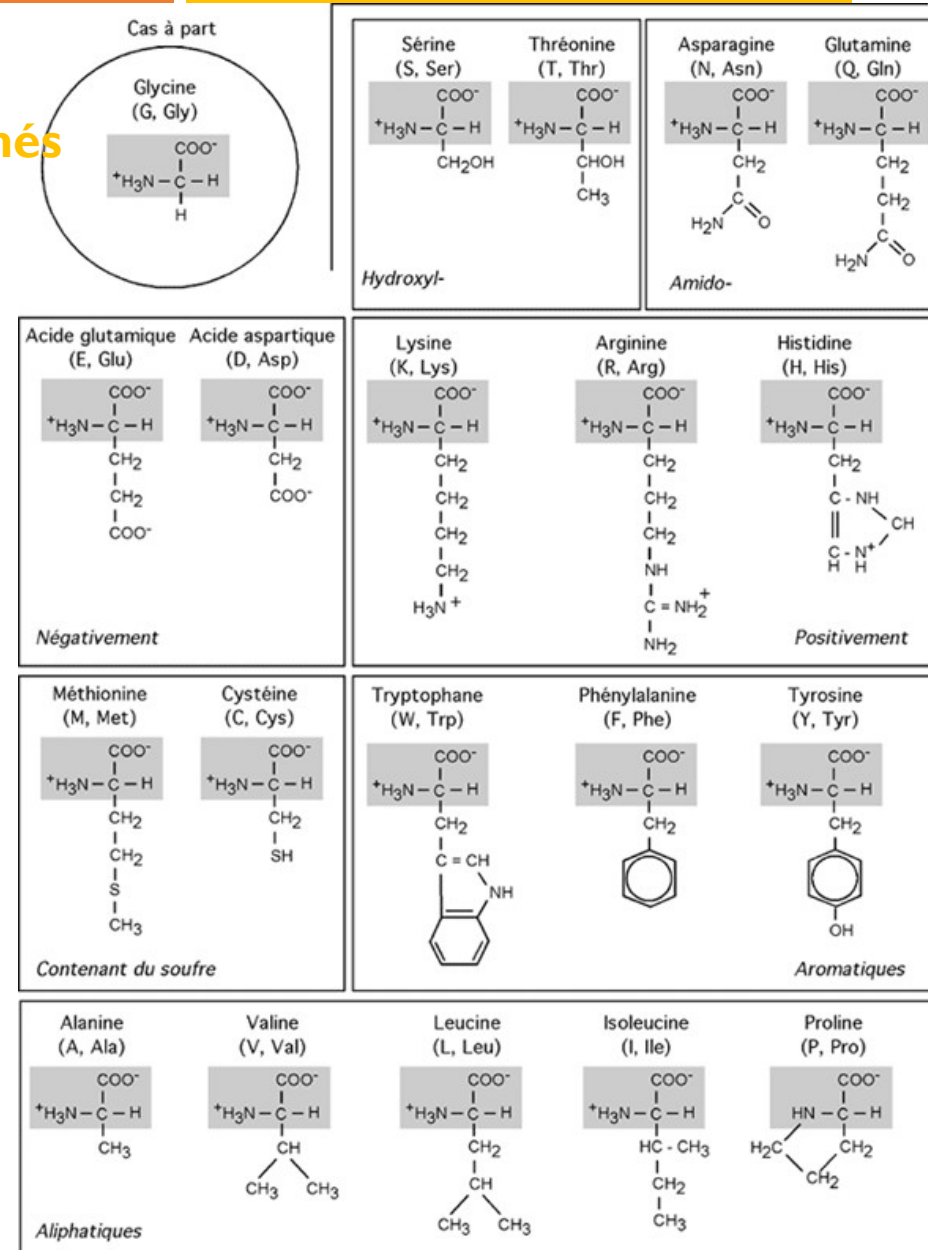 Cas à part
Glycine
(G, Gly)
COO⁻
⁺H₃N – C – H
H
nés
Sérine
(S, Ser)
COO⁻
⁺H₃N – C – H
CH₂OH
Thréonine
(T, Thr)
COO⁻
⁺H₃N – C – H
CHOH
CH₃
Hydroxyl-
Asparagine
(N, Asn)
COO⁻
⁺H₃N – C – H
CH₂
C
H₂N O
Glutamine
(Q, Gln)
COO⁻
⁺H₃N – C – H
CH₂
CH₂
C
H₂N O
Amido-
Acide glutamique
(E, Glu)
COO⁻
⁺H₃N – C – H
CH₂
CH₂
COO⁻
Acide aspartique
(D, Asp)
COO⁻
⁺H₃N – C – H
CH₂
COO⁻
Négativement
Lysine
(K, Lys)
COO⁻
⁺H₃N – C – H
CH₂
CH₂
CH₂
CH₂
H₃N⁺
Arginine
(R, Arg)
COO⁻
⁺H₃N – C – H
CH₂
CH₂
CH₂
NH
C = NH₂⁺
NH₂
Histidine
(H, His)
COO⁻
⁺H₃N – C – H
CH₂
C - NH
CH
C - N⁺
H H
Positivement
Méthionine
(M, Met)
COO⁻
⁺H₃N – C – H
CH₂
CH₂
S
CH₃
Cystéine
(C, Cys)
COO⁻
⁺H₃N – C – H
CH₂
SH
Contenant du soufre
Tryptophane
(W, Trp)
COO⁻
⁺H₃N – C – H
CH₂
C = CH
NH
Phénylalanine
(F, Phe)
COO⁻
⁺H₃N – C – H
CH₂
Tyrosine
(Y, Tyr)
COO⁻
⁺H₃N – C – H
CH₂
OH
Aromatiques
Alanine
(A, Ala)
COO⁻
⁺H₃N – C – H
CH₃
Valine
(V, Val)
COO⁻
⁺H₃N – C – H
CH
CH₃ CH₃
Leucine
(L, Leu)
COO⁻
⁺H₃N – C – H
CH₂
CH
CH₃ CH₃
Isoleucine
(I, Ile)
COO⁻
⁺H₃N – C – H
HC - CH₃
CH₂
CH₃
Proline
(P, Pro)
COO⁻
HN – C – H
H₂C CH₂
CH₂
Aliphatiques